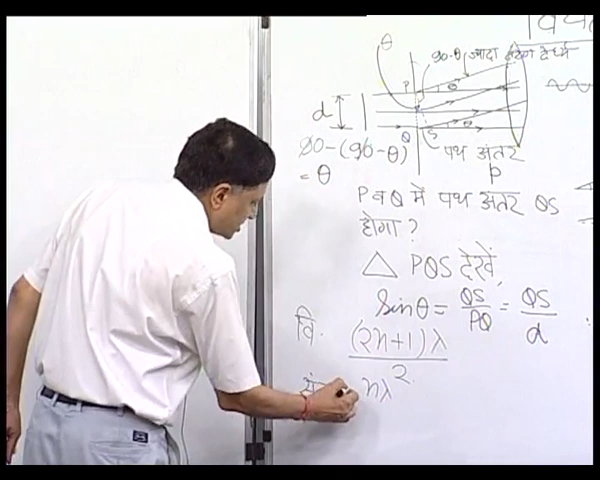 θ
90-θ ज्यादा
P
θ
d
θ
Q S
90-(90-θ) पथ अंतर
= θ
p
P व Q में पथ अंतर QS
होगा ?
△ PQS देखें,
sinθ = QS/PQ = QS/d
वि. (2n+1)λ/2
nλ